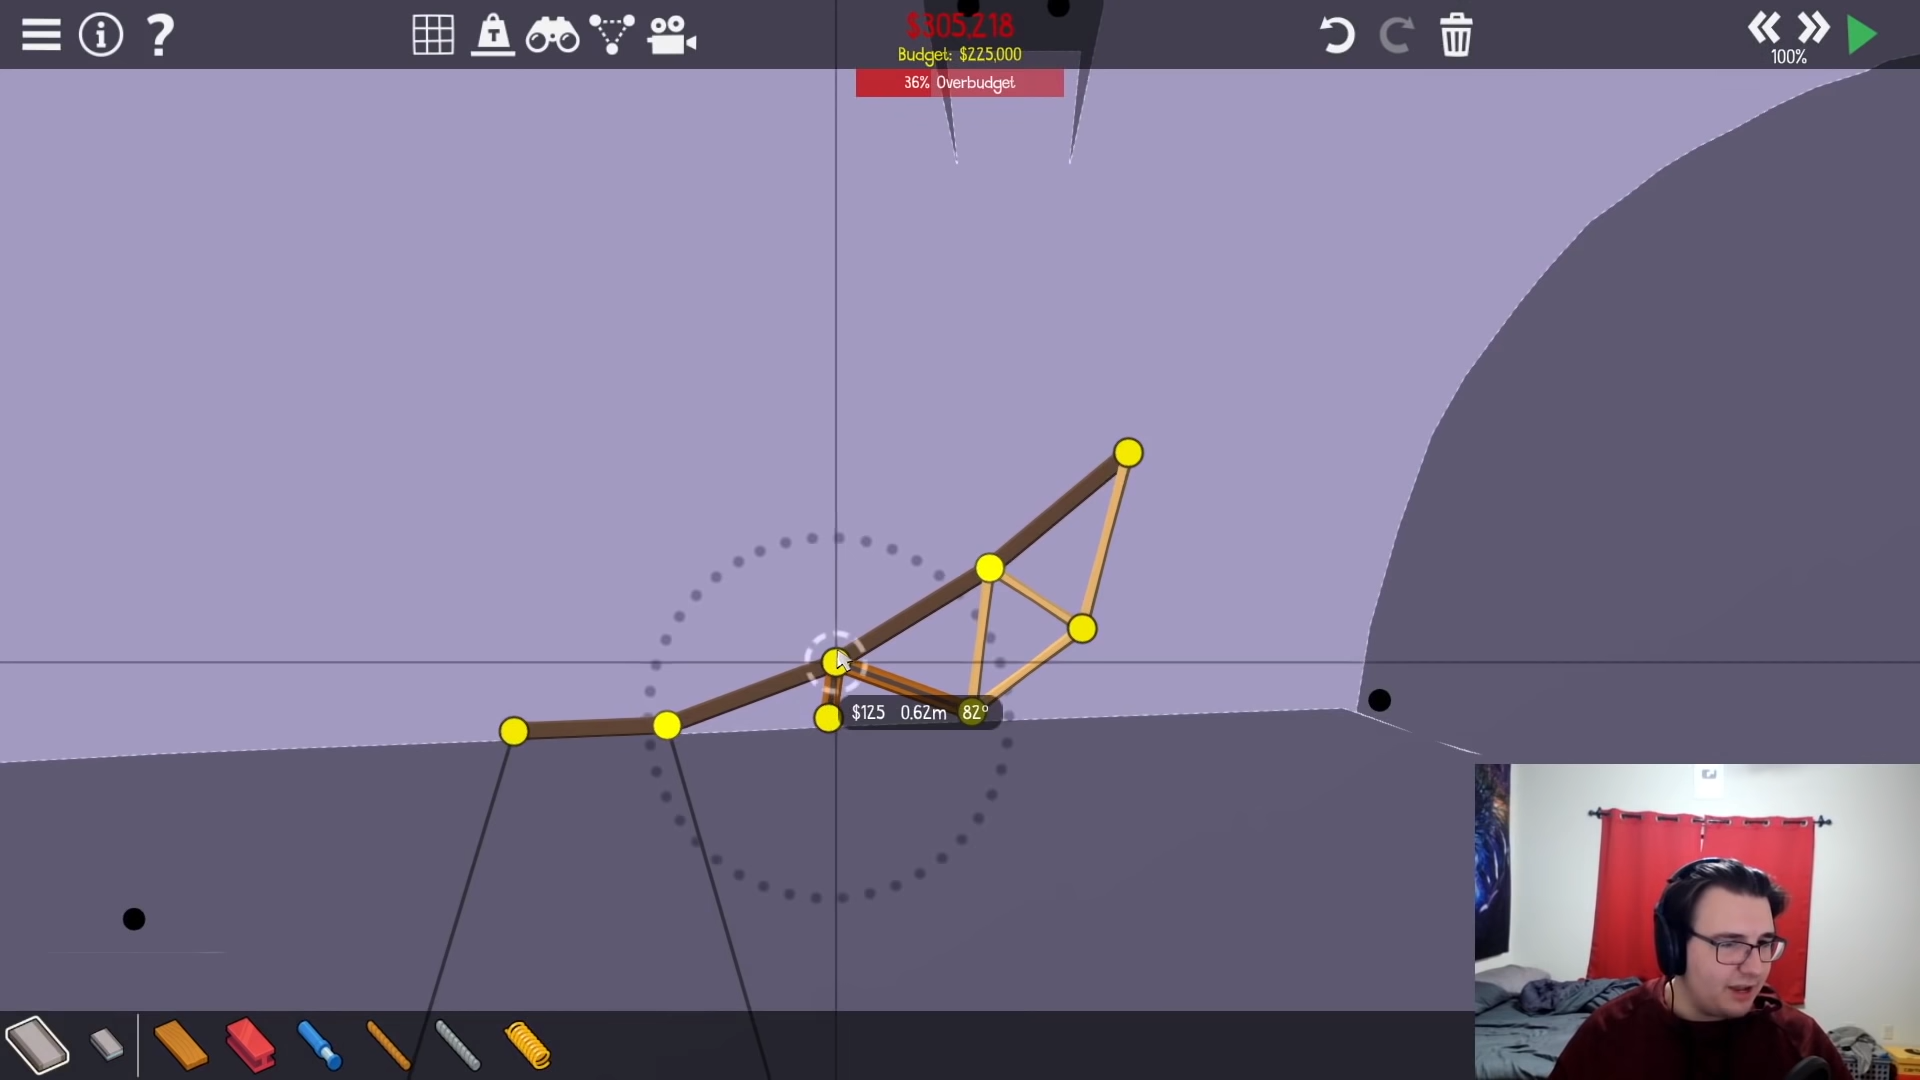 $305,218
Budget: $225,000
36% Overbudget
100%
T
$125 0.62m 82°